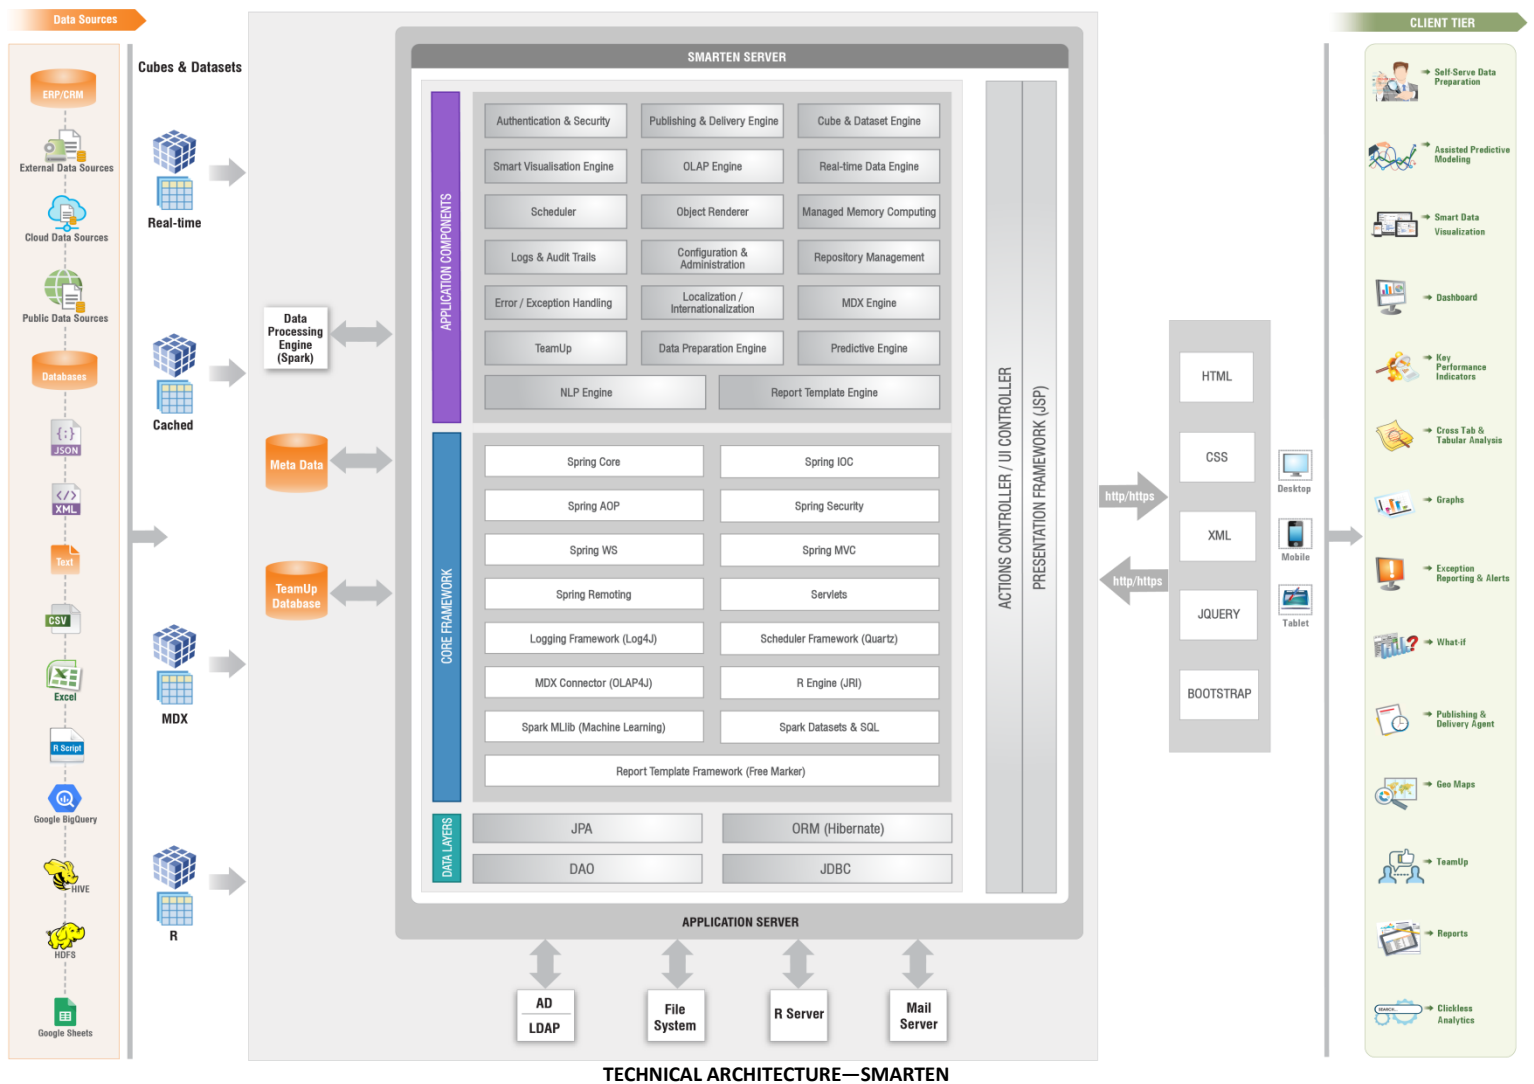 Data Sources
CLIENT TIER
ERP/CRM
External Data Sources
Cloud Data Sources
Public Data Sources
Databases
{:}
JSON
</>
XML
Text
CSV
X
Excel
R Script
Google BigQuery
HIVE
HDFS
Google Sheets
Cubes & Datasets
Real-time
Cached
MDX
R
Data
Processing
Engine
(Spark)
Meta Data
TeamUp
Database
SMARTEN SERVER
APPLICATION COMPONENTS
Authentication & Security
Publishing & Delivery Engine
Cube & Dataset Engine
Smart Visualisation Engine
OLAP Engine
Real-time Data Engine
Scheduler
Object Renderer
Managed Memory Computing
Logs & Audit Trails
Configuration &
Administration
Repository Management
Error / Exception Handling
Localization /
Internationalization
MDX Engine
TeamUp
Data Preparation Engine
Predictive Engine
NLP Engine
Report Template Engine
CORE FRAMEWORK
Spring Core
Spring IOC
Spring AOP
Spring Security
Spring WS
Spring MVC
Spring Remoting
Servlets
Logging Framework (Log4J)
Scheduler Framework (Quartz)
MDX Connector (OLAP4J)
R Engine (JRI)
Spark MLlib (Machine Learning)
Spark Datasets & SQL
Report Template Framework (Free Marker)
DATA LAYERS
JPA
ORM (Hibernate)
DAO
JDBC
ACTIONS CONTROLLER / UI CONTROLLER
PRESENTATION FRAMEWORK (JSP)
APPLICATION SERVER
AD
LDAP
File
System
R Server
Mail
Server
http/https
http/https
HTML
CSS
XML
JQUERY
BOOTSTRAP
Desktop
Mobile
Tablet
Self-Serve Data
Preparation
Assisted Predictive
Modeling
Smart Data
Visualization
Dashboard
Key
Performance
Indicators
Cross Tab &
Tabular Analysis
Graphs
Exception
Reporting & Alerts
What-if
Publishing &
Delivery Agent
Geo Maps
TeamUp
Reports
SEARCH...
Clickless
Analytics
TECHNICAL ARCHITECTURE—SMARTEN